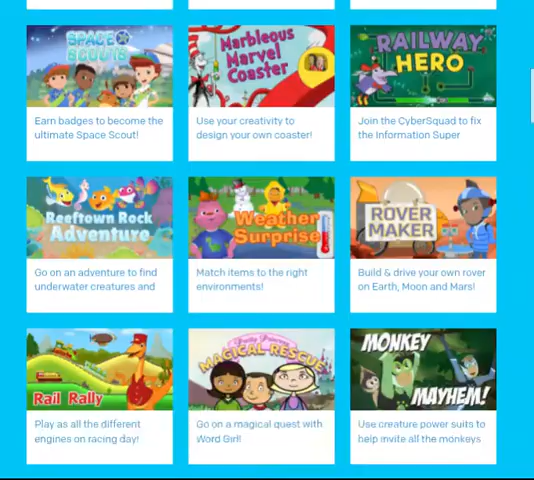 SPACE
SCOUTS
Earn badges to become the
ultimate Space Scout!
Marbleous
Marvel
Coaster
Use your creativity to
design your own coaster!
RAILWAY
HERO
Join the CyberSquad to fix
the Information Super
Reeftown Rock
Adventure
Go on an adventure to find
underwater creatures and
Weather
Surprise
Match items to the right
environments!
ROVER
MAKER
Build & drive your own rover
on Earth, Moon and Mars!
Rail Rally
Play as all the different
engines on racing day!
MAGICAL RESCUE
Go on a magical quest with
Word Girl!
MONKEY
MAYHEM!
Use creature power suits to
help invite all the monkeys